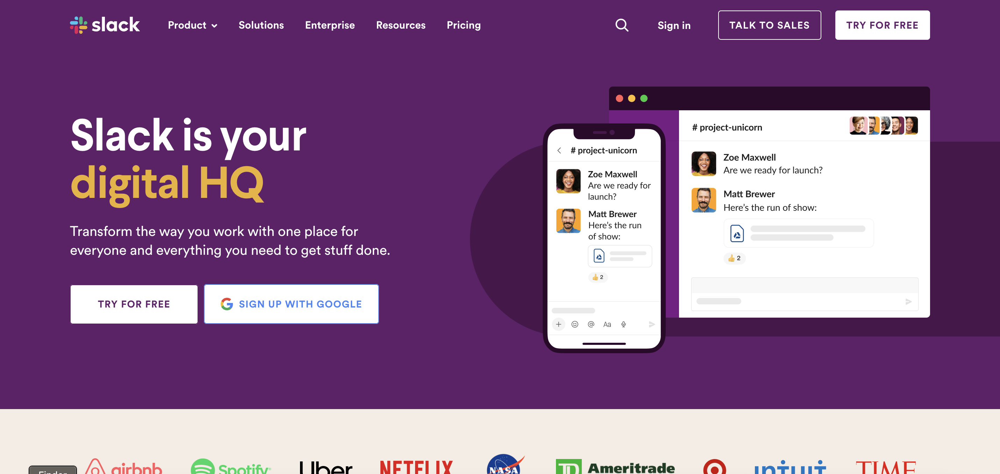 slack
Product
Solutions
Enterprise
Resources
Pricing
Sign in
TALK TO SALES
TRY FOR FREE
Slack is your
digital HQ
Transform the way you work with one place for
everyone and everything you need to get stuff done.
TRY FOR FREE
SIGN UP WITH GOOGLE
# project-unicorn
Zoe Maxwell
Are we ready for
launch?
Matt Brewer
Here’s the run
of show:
👍 2
@
Aa
# project-unicorn
Zoe Maxwell
Are we ready for launch?
Matt Brewer
Here’s the run of show:
👍 2
Finder
airbnb
Spotify®
Uber
NETFLIX
NASA
TD Ameritrade
intuit
TIME